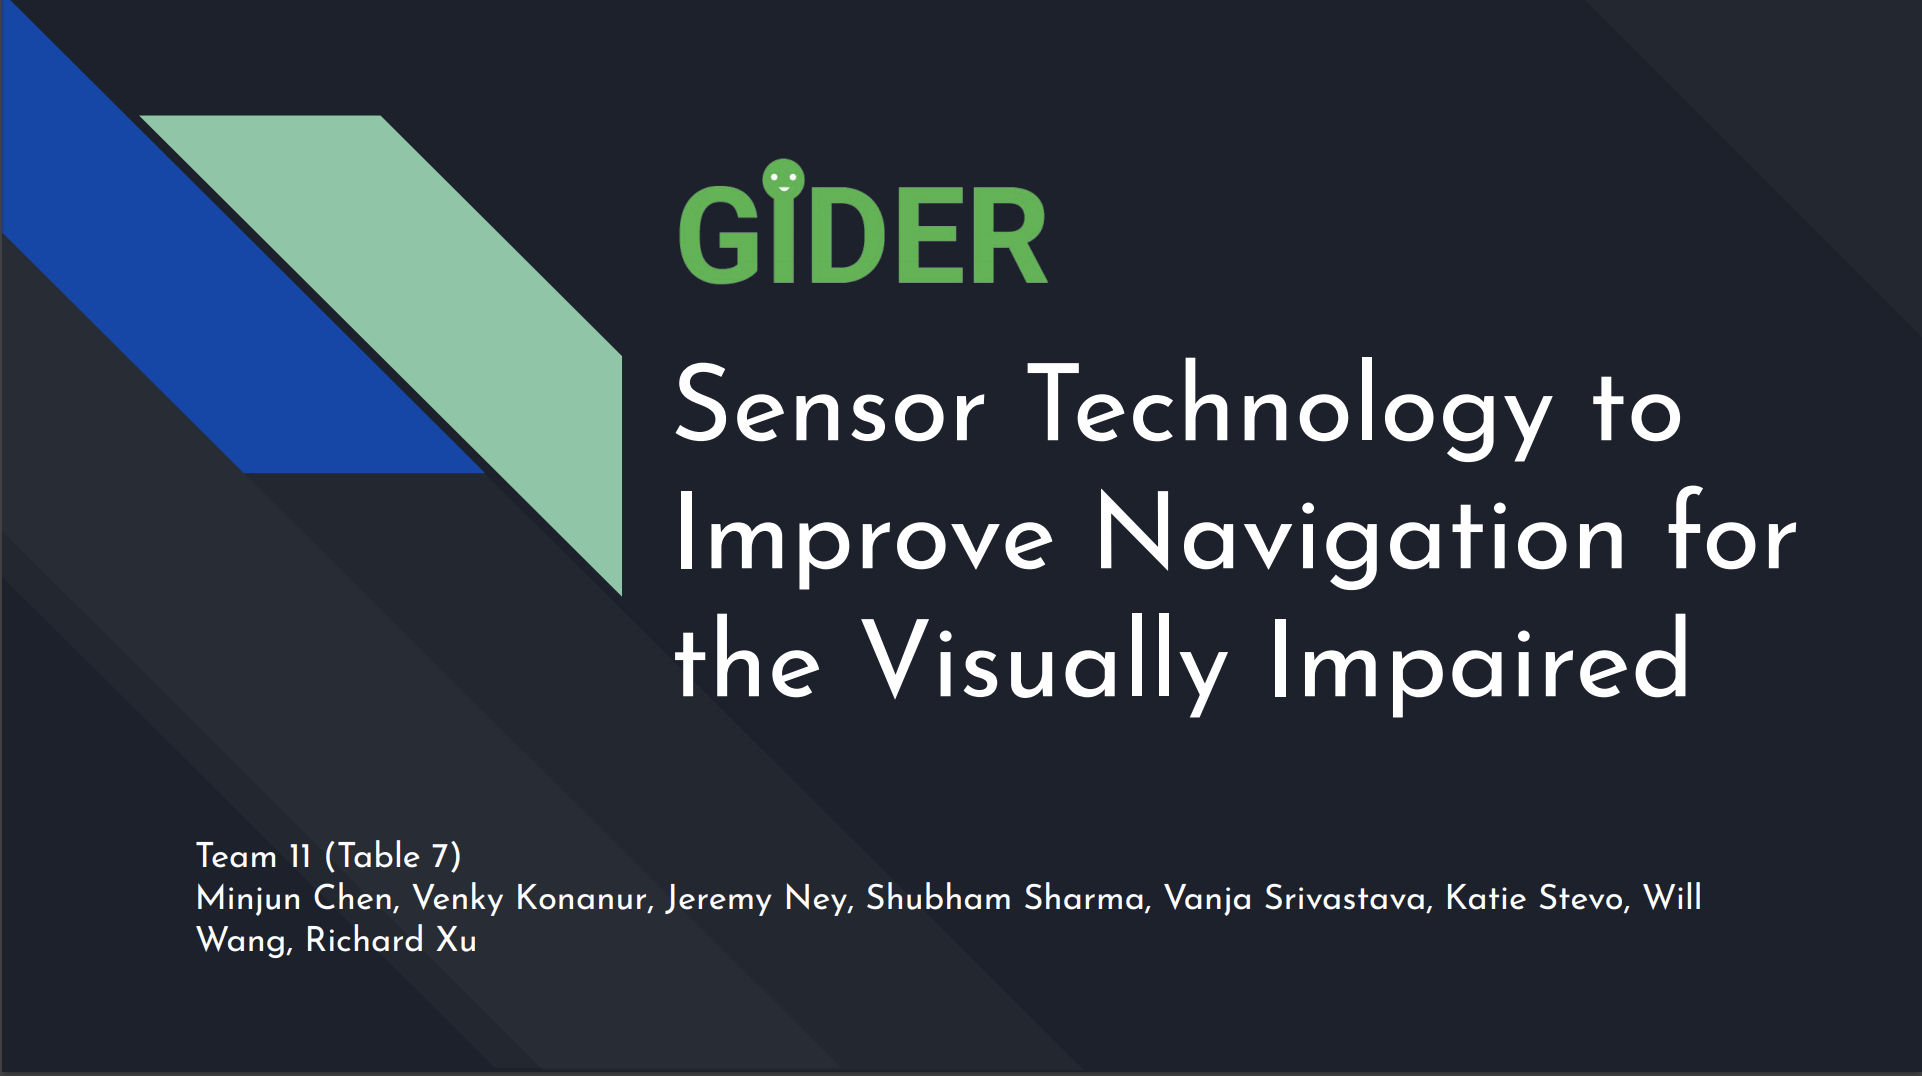 GIDER
Sensor Technology to
Improve Navigation for
the Visually Impaired
Team 11 (Table 7)
Minjun Chen, Venky Konanur, Jeremy Ney, Shubham Sharma, Vanja Srivastava, Katie Stevo, Will
Wang, Richard Xu